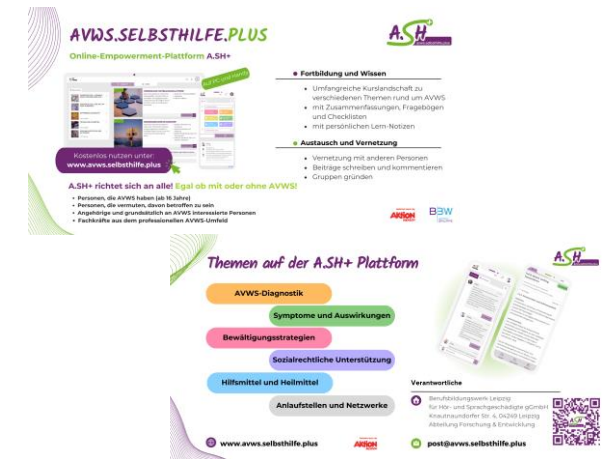 AVWS.SELBSTHILFE.PLUS
Online-Empowerment-Plattform A.SH+
Auf PC und Handy
Kostenlos nutzen unter:
www.avws.selbsthilfe.plus
A.SH+ richtet sich an alle! Egal ob mit oder ohne AVWS!
• Personen, die AVWS haben (ab 16 Jahre)
• Personen, die vermuten, davon betroffen zu sein
• Angehörige und grundsätzlich an AVWS interessierte Personen
• Fachkräfte aus dem professionellen AVWS-Umfeld
A.SH+
• Fortbildung und Wissen
• Umfangreiche Kurslandschaft zu
verschiedenen Themen rund um AVWS
• mit Zusammenfassungen, Fragebögen
und Checklisten
• mit persönlichen Lern-Notizen
• Austausch und Vernetzung
• Vernetzung mit anderen Personen
• Beiträge schreiben und kommentieren
• Gruppen gründen
AKTION
BBW
Themen auf der A.SH+ Plattform
A.SH+
AVWS-Diagnostik
Symptome und Auswirkungen
Bewältigungsstrategien
Sozialrechtliche Unterstützung
Hilfsmittel und Heilmittel
Anlaufstellen und Netzwerke
www.avws.selbsthilfe.plus
AKTION
Verantwortliche
Berufsbildungswerk Leipzig
für Hör- und Sprachgeschädigte gGmbH
Knautnaundorfer Str. 4, 04249 Leipzig
Abteilung Forschung & Entwicklung
post@avws.selbsthilfe.plus